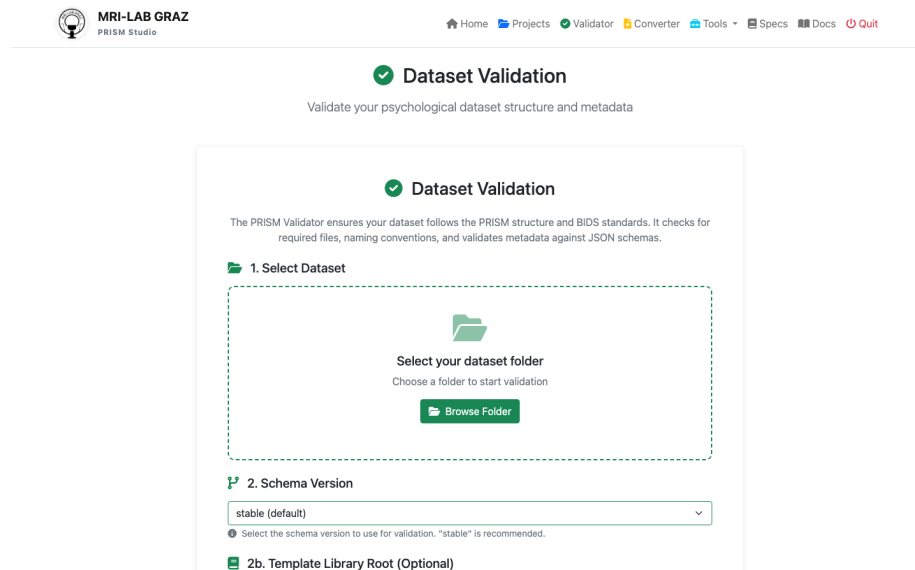 MRI-LAB GRAZ
PRISM Studio
Home Projects Validator Converter Tools Specs Docs Quit
Dataset Validation
Validate your psychological dataset structure and metadata
Dataset Validation
The PRISM Validator ensures your dataset follows the PRISM structure and BIDS standards. It checks for
required files, naming conventions, and validates metadata against JSON schemas.
1. Select Dataset
Select your dataset folder
Choose a folder to start validation
Browse Folder
2. Schema Version
stable (default)
Select the schema version to use for validation. "stable" is recommended.
2b. Template Library Root (Optional)